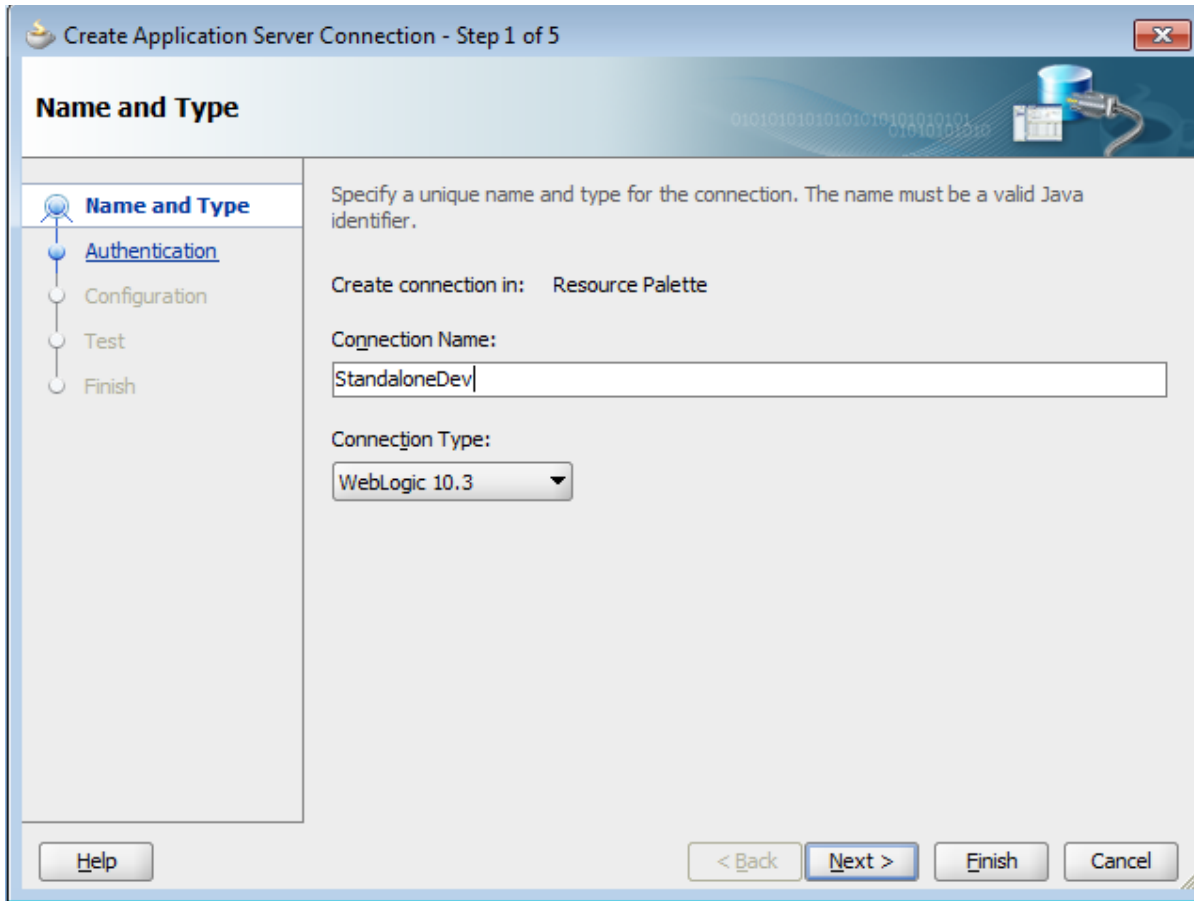 Create Application Server Connection - Step 1 of 5
Name and Type
01010101010101010101010101
01010101010
Name and Type
Authentication
Configuration
Test
Finish
Specify a unique name and type for the connection. The name must be a valid Java
identifier.
Create connection in: Resource Palette
Connection Name:
StandaloneDev
Connection Type:
WebLogic 10.3
Help
< Back
Next >
Finish
Cancel